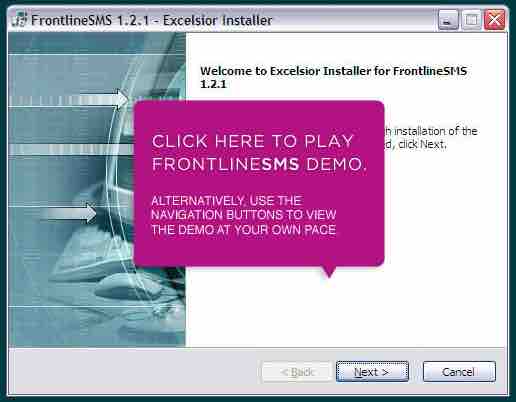 FrontlineSMS 1.2.1 - Excelsior Installer
Welcome to Excelsior Installer for FrontlineSMS
1.2.1
installation of the
click Next.
CLICK HERE TO PLAY
FRONTLINESMS DEMO.
ALTERNATIVELY, USE THE
NAVIGATION BUTTONS TO VIEW
THE DEMO AT YOUR OWN PACE.
< Back
Next >
Cancel